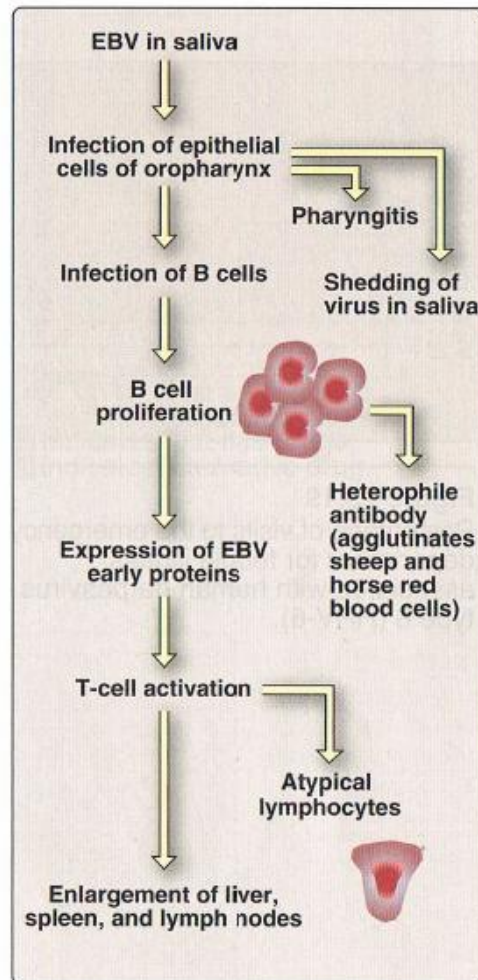 EBV in saliva
Infection of epithelial
cells of oropharynx
Pharyngitis
Infection of B cells
Shedding of
virus in saliva
B cell
proliferation
Heterophile
antibody
(agglutinates
sheep and
horse red
blood cells)
Expression of EBV
early proteins
T-cell activation
Atypical
lymphocytes
Enlargement of liver,
spleen, and lymph nodes